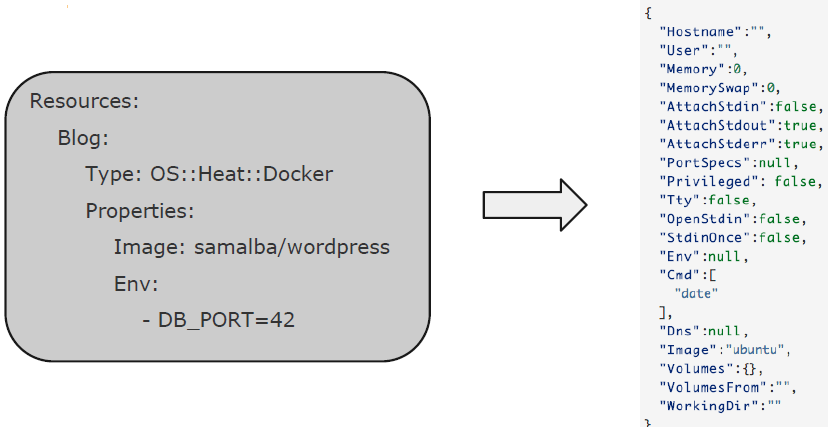 Resources:
Blog:
Type: OS::Heat::Docker
Properties:
Image: samalba/wordpress
Env:
- DB_PORT=42
{
"Hostname":"",
"User":"",
"Memory":0,
"MemorySwap":0,
"AttachStdin":false,
"AttachStdout":true,
"AttachStderr":true,
"PortSpecs":null,
"Privileged": false,
"Tty":false,
"OpenStdin":false,
"StdinOnce":false,
"Env":null,
"Cmd":[
"date"
],
"Dns":null,
"Image":"ubuntu",
"Volumes":{},
"VolumesFrom":"",
"WorkingDir":""
}